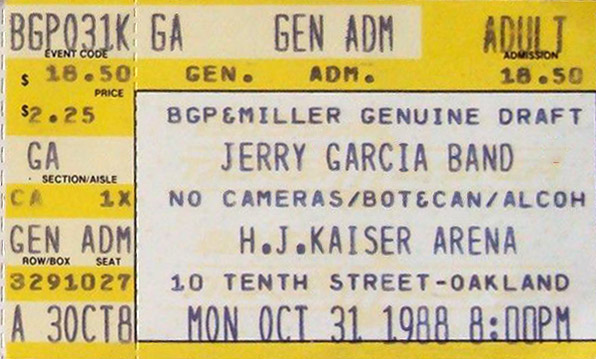 BGP031K GA GEN ADM ADULT
EVENT CODE ADMISSION
$ 18.50 GEN. ADM. 18.50
PRICE
$2.25
GA
SECTION/AISLE
CA 1X
GEN ADM
ROW/BOX SEAT
3291027
A 30CT8
BGP&MILLER GENUINE DRAFT
JERRY GARCIA BAND
NO CAMERAS/BOT&CAN/ALCOH
H.J.KAISER ARENA
10 TENTH STREET-OAKLAND
MON OCT 31 1988 8:00PM